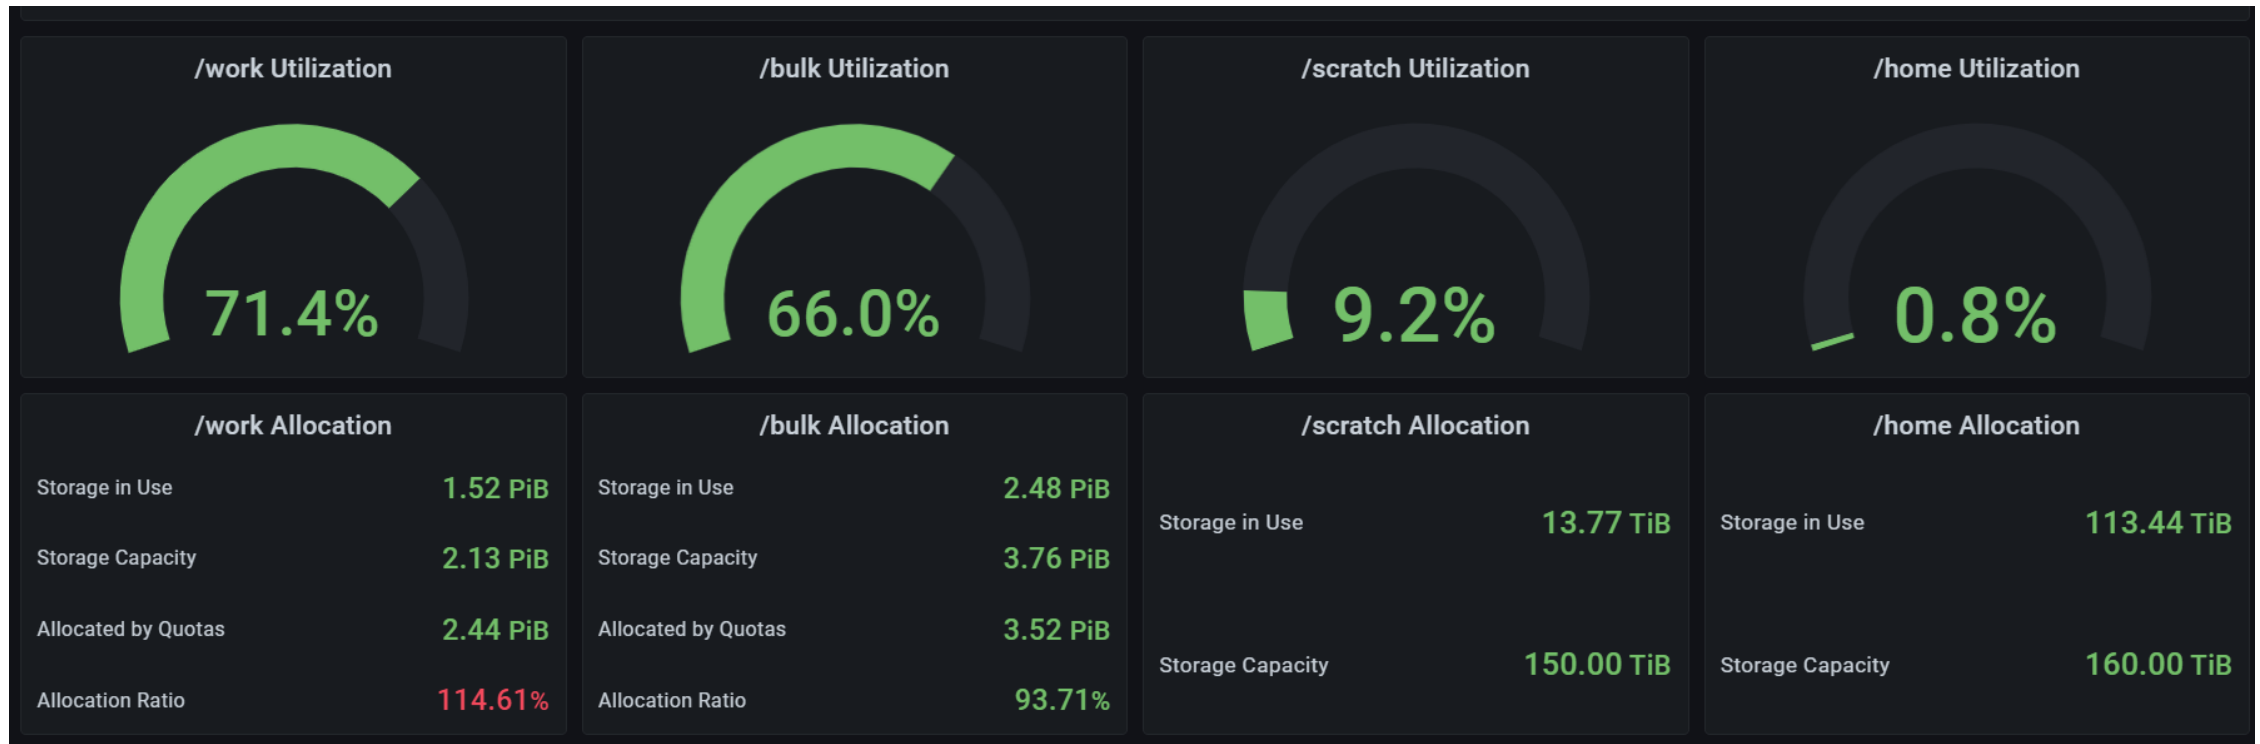 /work Utilization
71.4%
/bulk Utilization
66.0%
/scratch Utilization
9.2%
/home Utilization
0.8%
/work Allocation
Storage in Use 1.52 PiB
Storage Capacity 2.13 PiB
Allocated by Quotas 2.44 PiB
Allocation Ratio 114.61%
/bulk Allocation
Storage in Use 2.48 PiB
Storage Capacity 3.76 PiB
Allocated by Quotas 3.52 PiB
Allocation Ratio 93.71%
/scratch Allocation
Storage in Use 13.77 TiB
Storage Capacity 150.00 TiB
/home Allocation
Storage in Use 113.44 TiB
Storage Capacity 160.00 TiB